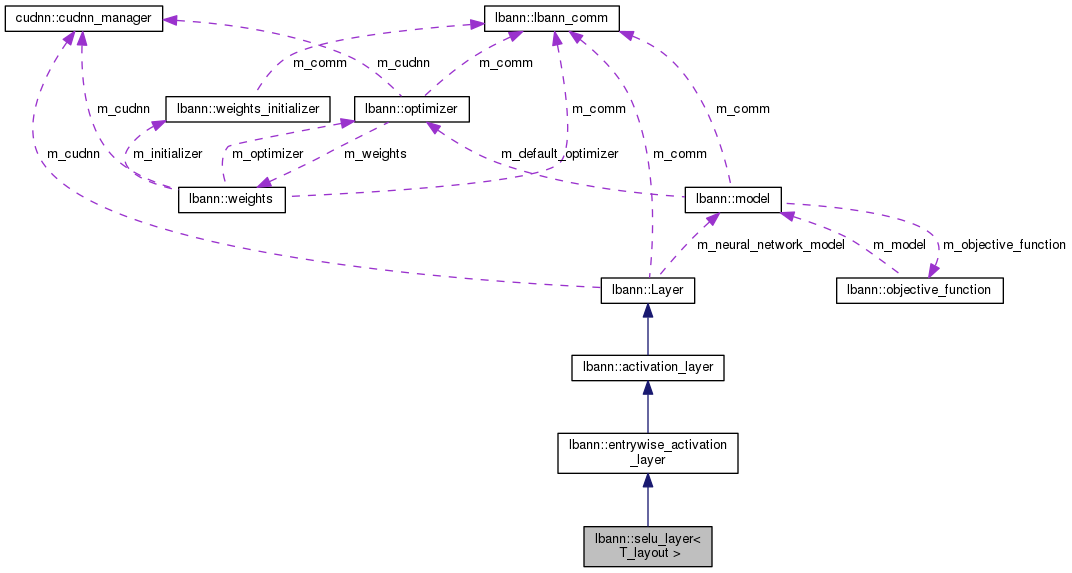 cudnn::cudnn_manager
lbann::lbann_comm
m_comm
m_cudnn
m_comm
lbann::weights_initializer
lbann::optimizer
m_cudnn
m_comm
m_comm
m_cudnn
m_initializer
m_optimizer
m_weights
m_default_optimizer
m_comm
lbann::weights
lbann::model
m_neural_network_model
m_model
m_objective_function
lbann::Layer
lbann::objective_function
lbann::activation_layer
lbann::entrywise_activation
_layer
lbann::selu_layer<
T_layout >